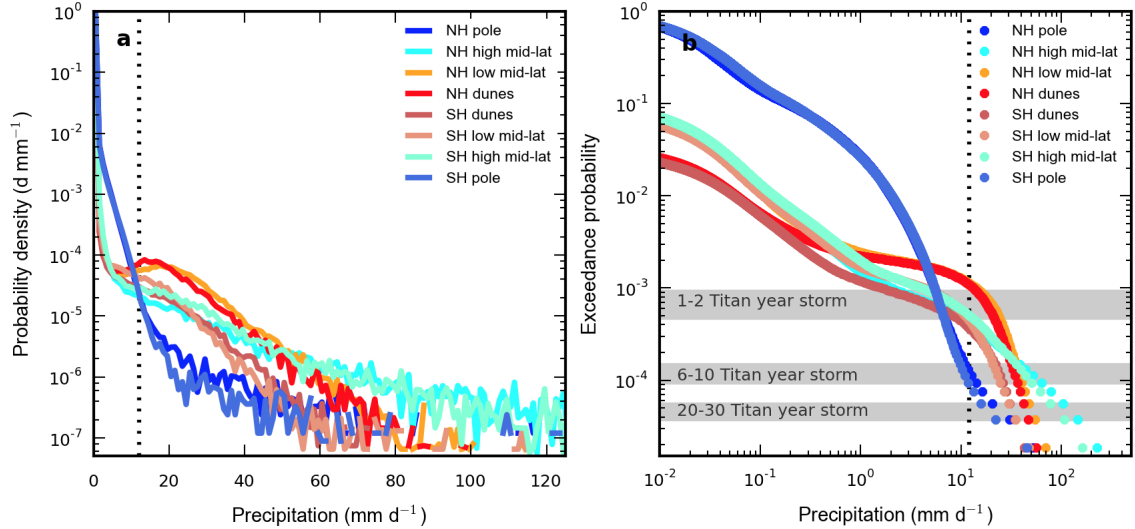 a
NH pole
NH high mid-lat
NH low mid-lat
NH dunes
SH dunes
SH low mid-lat
SH high mid-lat
SH pole
10⁰
10⁻¹
10⁻²
10⁻³
10⁻⁴
10⁻⁵
10⁻⁶
10⁻⁷
Probability density (d mm⁻¹)
0 20 40 60 80 100 120
Precipitation (mm d⁻¹)
b
NH pole
NH high mid-lat
NH low mid-lat
NH dunes
SH dunes
SH low mid-lat
SH high mid-lat
SH pole
10⁰
10⁻¹
10⁻²
10⁻³
10⁻⁴
Exceedance probability
1-2 Titan year storm
6-10 Titan year storm
20-30 Titan year storm
10⁻² 10⁻¹ 10⁰ 10¹ 10²
Precipitation (mm d⁻¹)